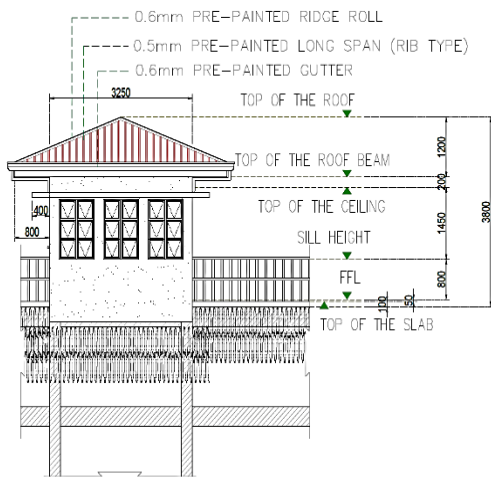 0.6mm PRE-PAINTED RIDGE ROLL
0.5mm PRE-PAINTED LONG SPAN (RIB TYPE)
0.6mm PRE-PAINTED GUTTER
3250
TOP OF THE ROOF
1200
TOP OF THE ROOF BEAM
200
3800
400
TOP OF THE CEILING
1450
800
SILL HEIGHT
FFL
800
100
50
TOP OF THE SLAB